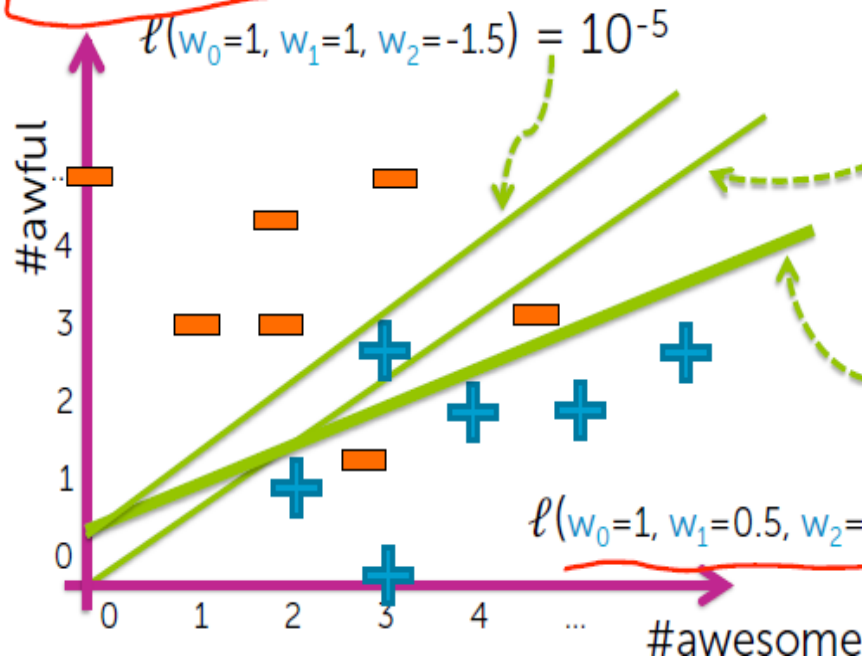 ℓ(w₀=1, w₁=1, w₂=-1.5) = 10⁻⁵
#awful
...
4
3
2
1
0
ℓ(w₀=1, w₁=0.5, w₂=
0 1 2 3 4 ...
#awesome